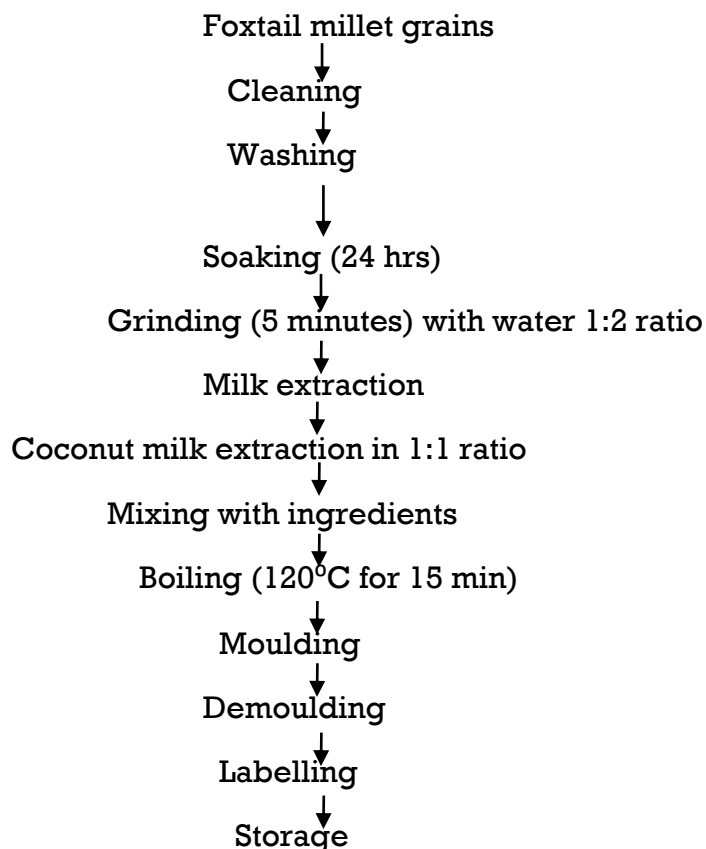 Foxtail millet grains
Cleaning
Washing
Soaking (24 hrs)
Grinding (5 minutes) with water 1:2 ratio
Milk extraction
Coconut milk extraction in 1:1 ratio
Mixing with ingredients
Boiling (120⁰C for 15 min)
Moulding
Demoulding
Labelling
Storage